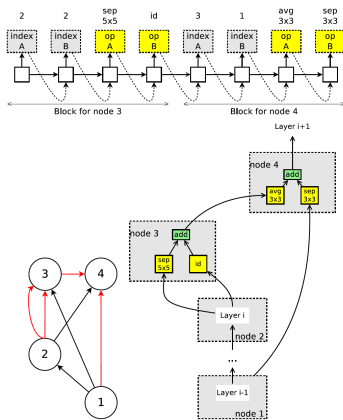 2 2 sep 5x5 id 3 1 avg 3x3 sep 3x3
index A index B op A op B index A index B op A op B
Block for node 3 Block for node 4
Layer i+1
node 4
add
avg 3x3 sep 3x3
node 3
add
sep 5x5 id
3 4
Layer i
node 2
2
...
1
Layer i-1
node 1